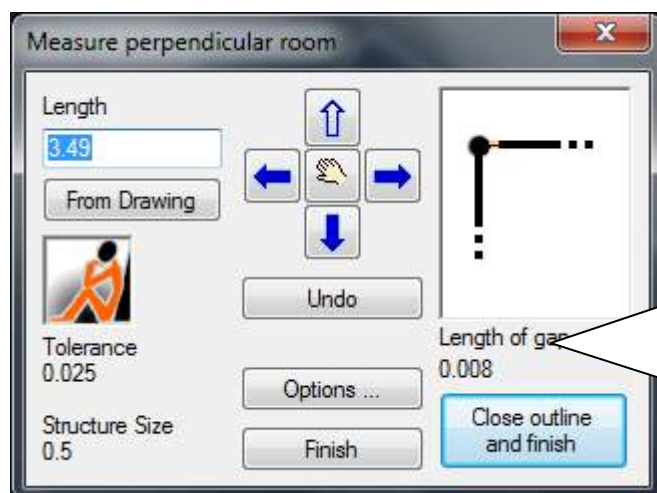 Measure perpendicular room
Length
3.49
From Drawing
Undo
Tolerance
0.025
Length of gap
0.008
Options ...
Structure Size
0.5
Finish
Close outline
and finish